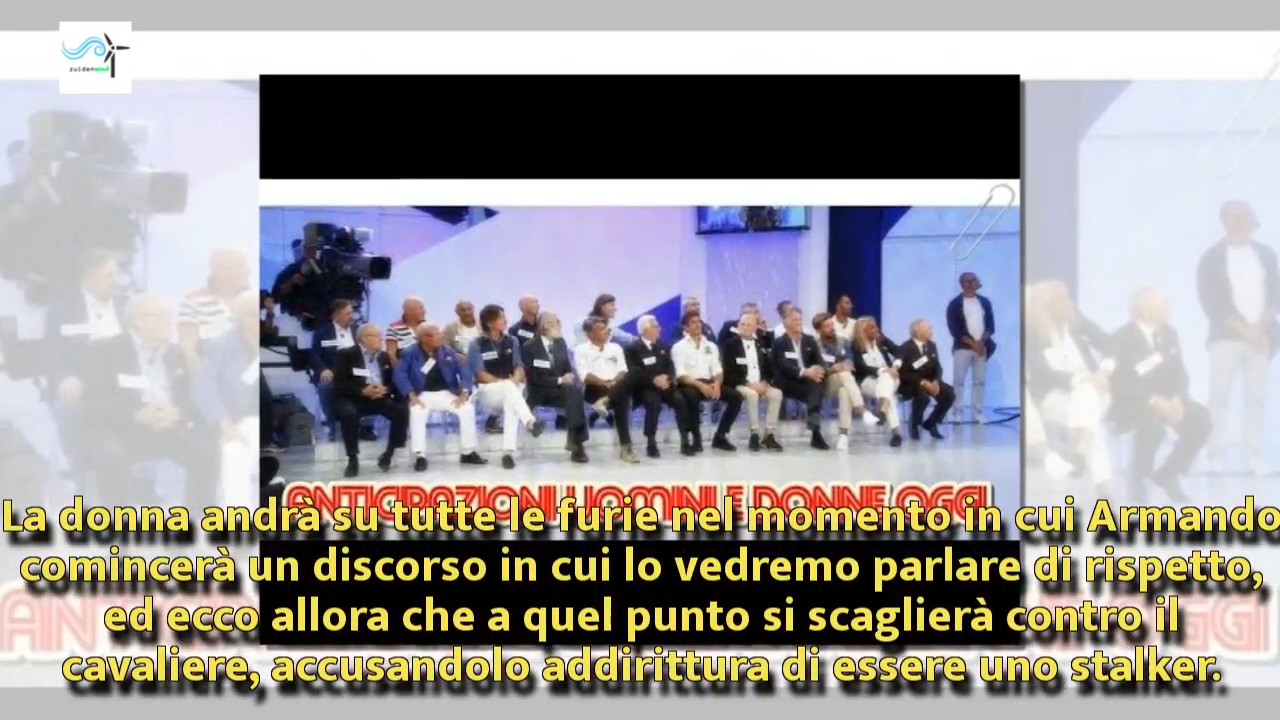 zuidenwind
ANTICIPAZIONI UOMINI E DONNE OGGI
La donna andrà su tutte le furie nel momento in cui Armando
comincerà un discorso in cui lo vedremo parlare di rispetto,
ed ecco allora che a quel punto si scaglierà contro il
cavaliere, accusandolo addirittura di essere uno stalker.